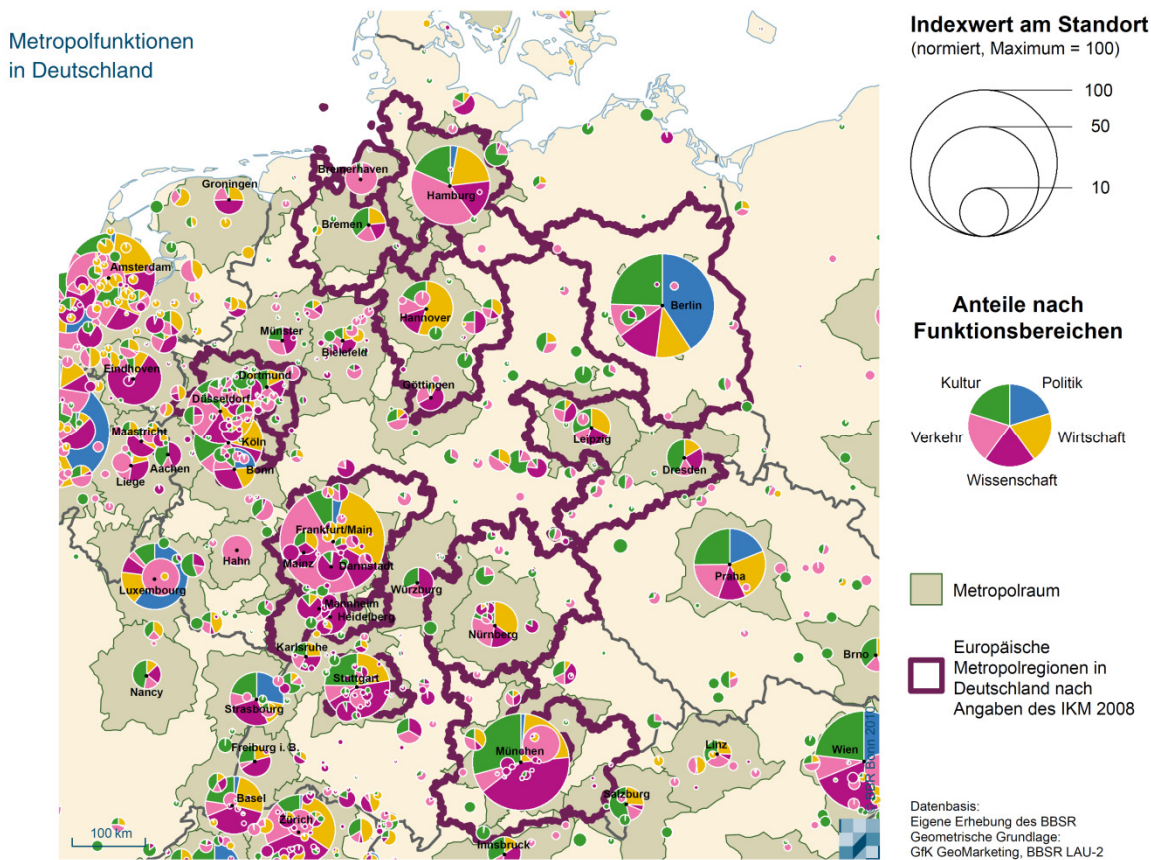 Metropolfunktionen
in Deutschland
Indexwert am Standort
(normiert, Maximum = 100)
100
50
10
Anteile nach
Funktionsbereichen
Kultur
Politik
Verkehr
Wirtschaft
Wissenschaft
Metropolraum
Europäische
Metropolregionen in
Deutschland nach
Angaben des IKM 2008
Datenbasis:
Eigene Erhebung des BBSR
Geometrische Grundlage:
GfK GeoMarketing, BBSR LAU-2
Bremerhaven
Groningen
Hamburg
Bremen
Amsterdam
Berlin
Hannover
Münster
Bielefeld
Eindhoven
Dortmund
Göttingen
Düsseldorf
Leipzig
Maastricht
Köln
Aachen
Bonn
Dresden
Liege
Frankfurt/Main
Hahn
Mainz
Darmstadt
Praha
Luxembourg
Würzburg
Mannheim
Heidelberg
Nürnberg
Karlsruhe
Brno
Nancy
Stuttgart
Strasbourg
Freiburg i. B.
München
Linz
Wien
Basel
Salzburg
Zürich
Innsbruck
100 km